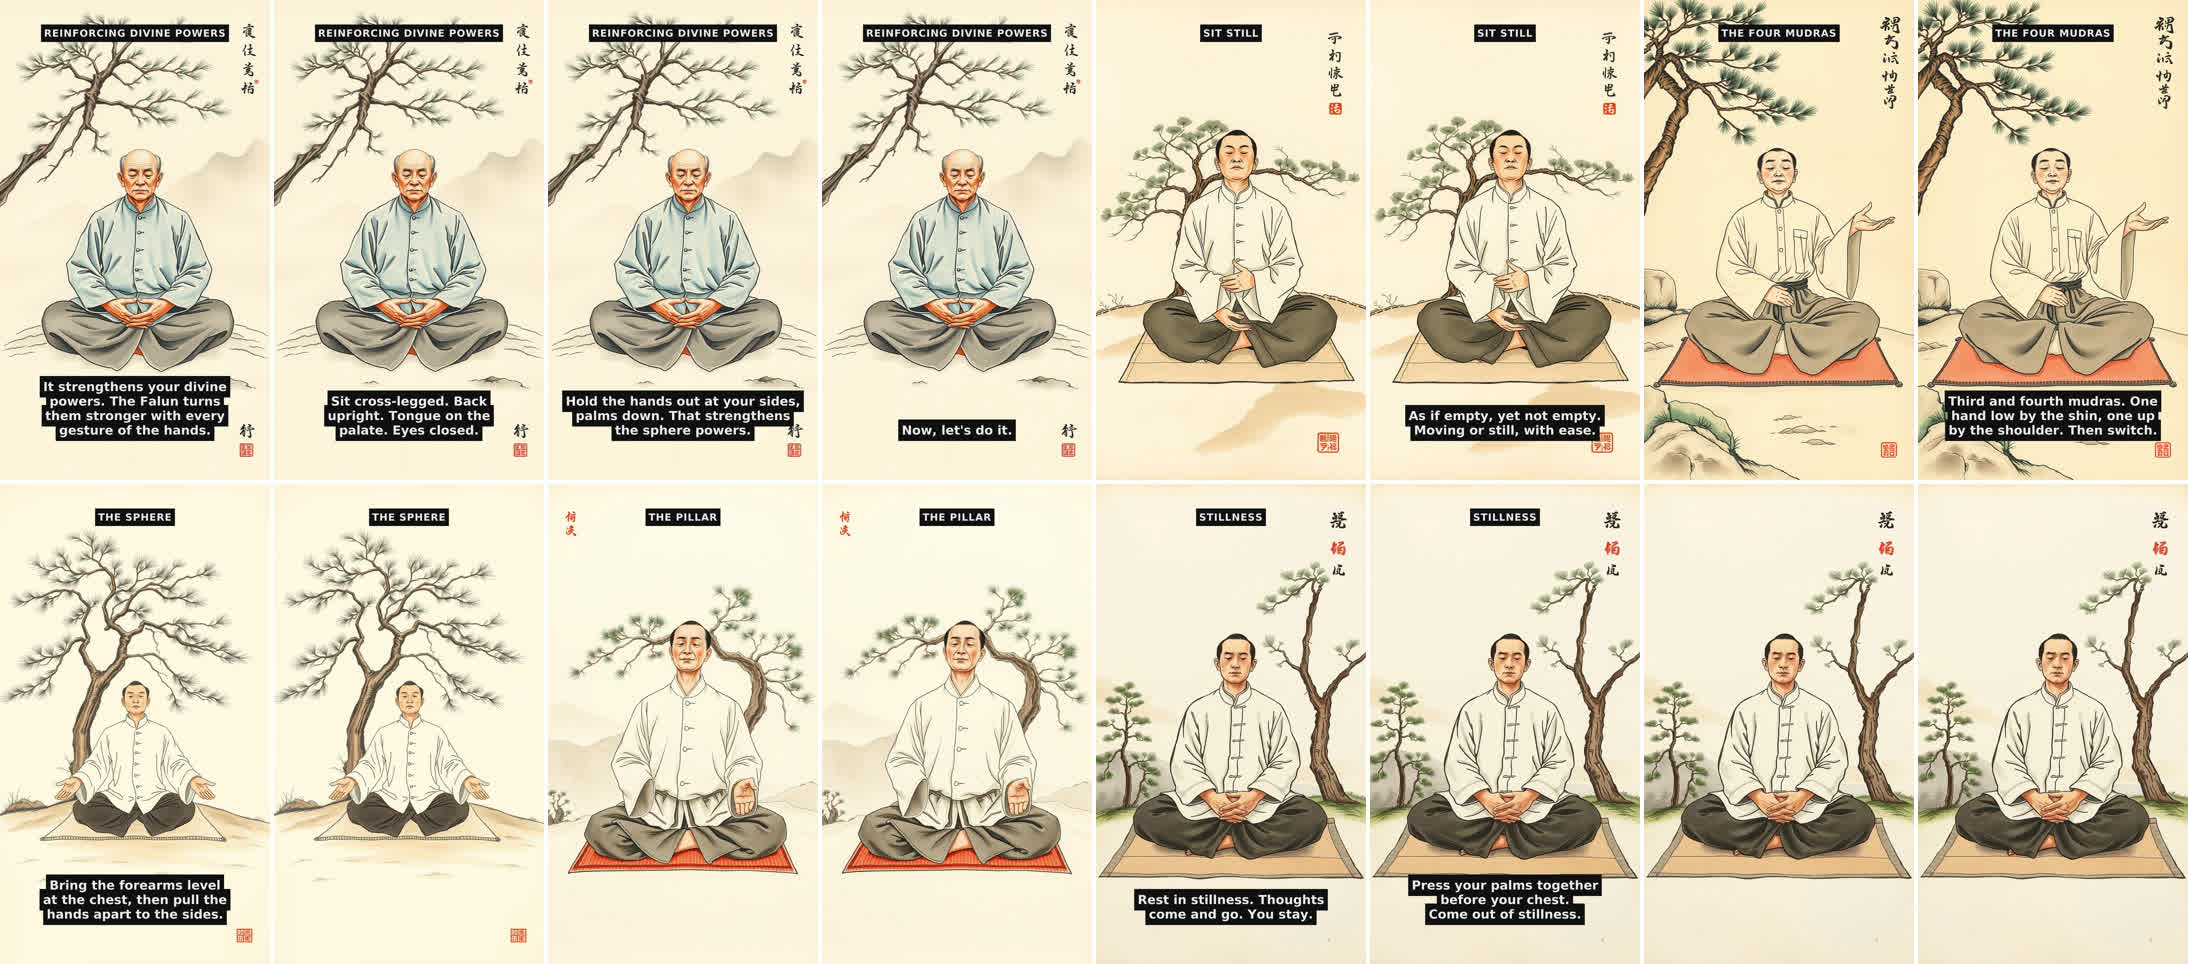 REINFORCING DIVINE POWERS
It strengthens your divine
powers. The Falun turns
them stronger with every
gesture of the hands.
行
REINFORCING DIVINE POWERS
Sit cross-legged. Back
upright. Tongue on the
palate. Eyes closed.
行
REINFORCING DIVINE POWERS
Hold the hands out at your sides,
palms down. That strengthens
the sphere powers.
行
REINFORCING DIVINE POWERS
Now, let's do it.
行
SIT STILL
SIT STILL
As if empty, yet not empty.
Moving or still, with ease.
THE FOUR MUDRAS
THE FOUR MUDRAS
Third and fourth mudras. One
hand low by the shin, one up
by the shoulder. Then switch.
THE SPHERE
Bring the forearms level
at the chest, then pull the
hands apart to the sides.
THE SPHERE
THE PILLAR
THE PILLAR
STILLNESS
Rest in stillness. Thoughts
come and go. You stay.
STILLNESS
Press your palms together
before your chest.
Come out of stillness.